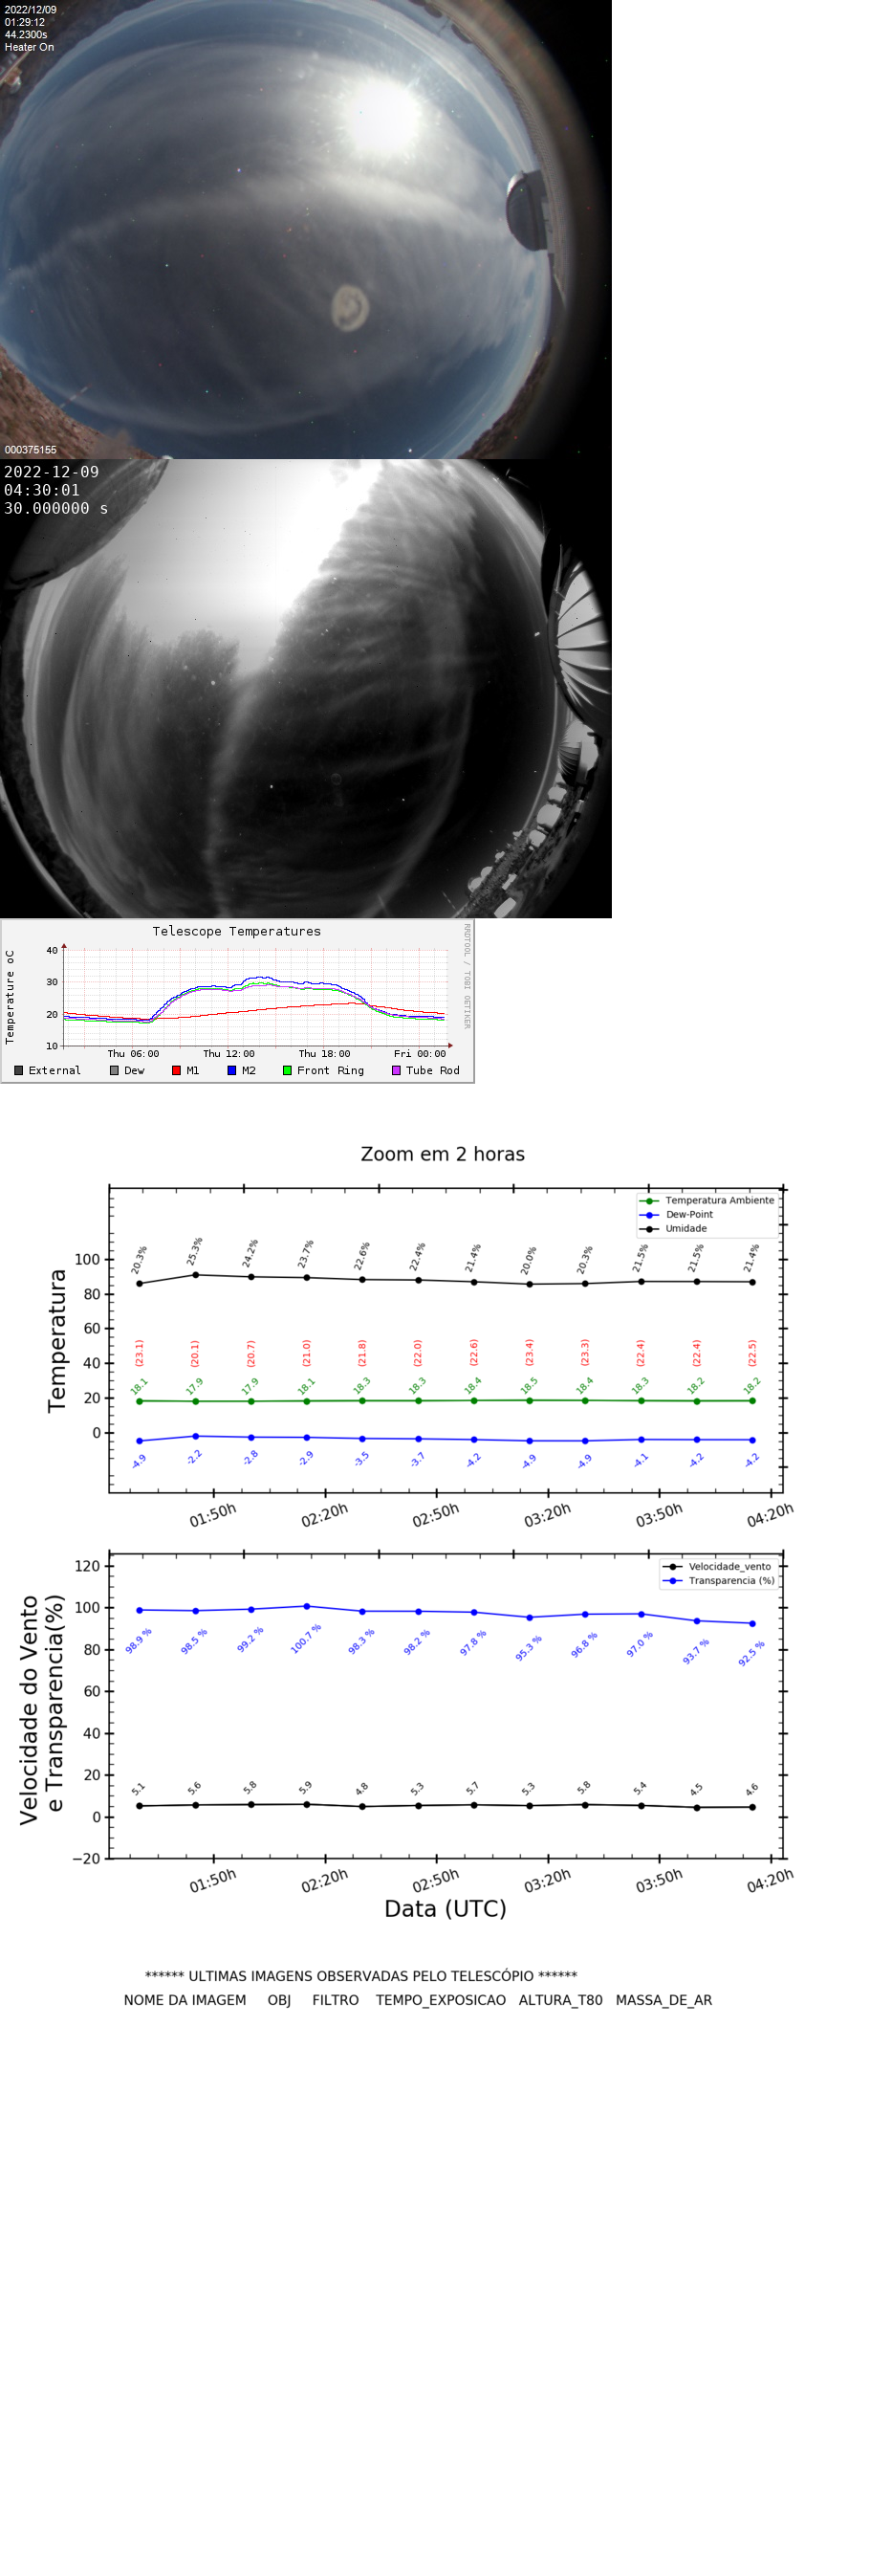 2022/12/09
01:29:12
44.2300s
Heater On
000375155
2022-12-09
04:30:01
30.000000 s
Telescope Temperatures
RRDTOOL / TOBI OETIKER
Temperature oC
40
30
20
10
Thu 06:00 Thu 12:00 Thu 18:00 Fri 00:00
External Dew M1 M2 Front Ring Tube Rod
Zoom em 2 horas
Temperatura Ambiente
Dew-Point
Umidade
Temperatura
100
80
60
40
20
0
20.3% 25.3% 24.2% 23.7% 22.6% 22.4% 21.4% 20.0% 20.3% 21.5% 21.5% 21.4%
(23.1) (20.1) (20.7) (21.0) (21.8) (22.0) (22.6) (23.4) (23.3) (22.4) (22.4) (22.5)
18.1 17.9 17.9 18.1 18.3 18.3 18.4 18.5 18.4 18.3 18.2 18.2
-4.9 -2.2 -2.8 -2.9 -3.5 -3.7 -4.2 -4.9 -4.9 -4.1 -4.2 -4.2
01:50h 02:20h 02:50h 03:20h 03:50h 04:20h
Velocidade_vento
Transparencia (%)
Velocidade do Vento
e Transparencia(%)
120
100
80
60
40
20
0
−20
98.9 % 98.5 % 99.2 % 100.7 % 98.3 % 98.2 % 97.8 % 95.3 % 96.8 % 97.0 % 93.7 % 92.5 %
5.1 5.6 5.8 5.9 4.8 5.3 5.7 5.3 5.8 5.4 4.5 4.6
01:50h 02:20h 02:50h 03:20h 03:50h 04:20h
Data (UTC)
****** ULTIMAS IMAGENS OBSERVADAS PELO TELESCÓPIO ******
NOME DA IMAGEM OBJ FILTRO TEMPO_EXPOSICAO ALTURA_T80 MASSA_DE_AR